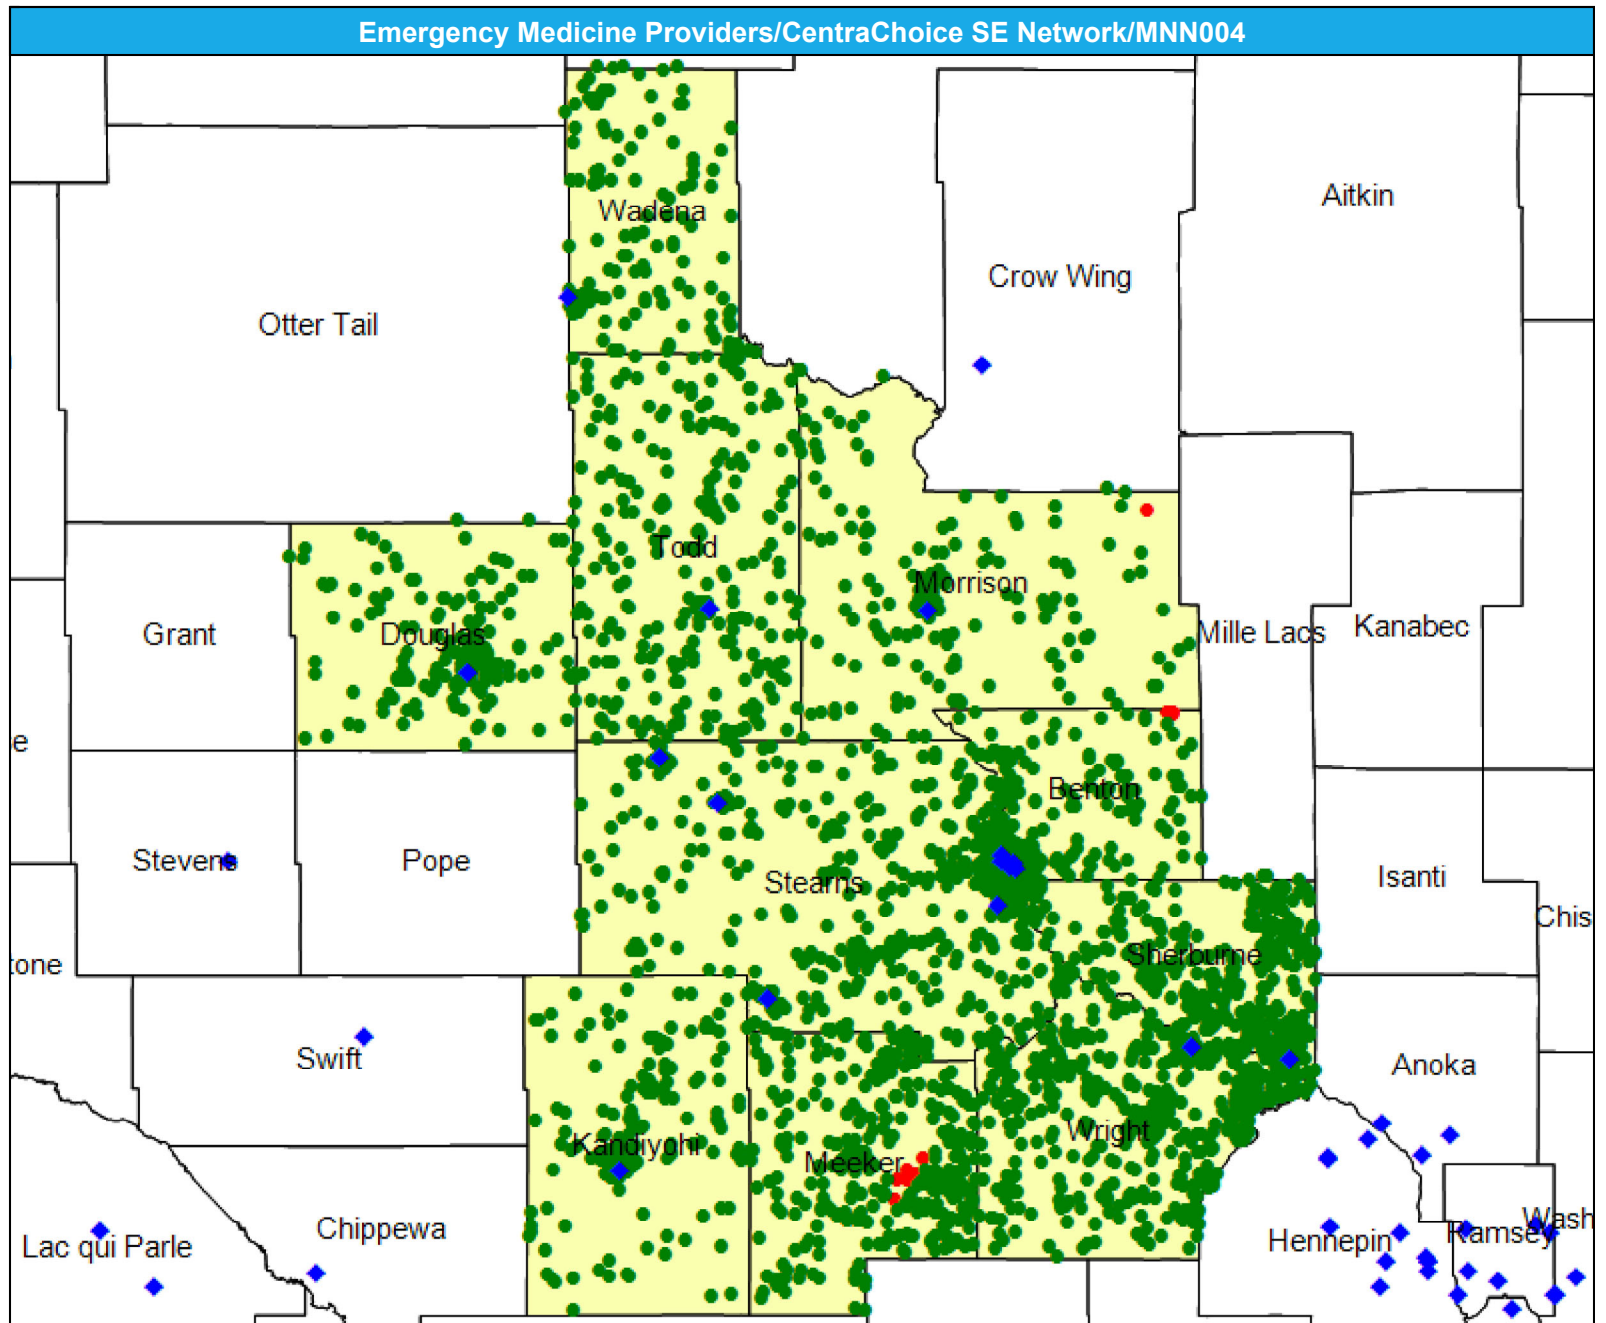 Emergency Medicine Providers/CentraChoice SE Network/MNN004
Aitkin
Wadena
Crow Wing
Otter Tail
Todd
Morrison
Grant
Douglas
Mille Lacs
Kanabec
e
Benton
Stevens
Pope
Stearns
Isanti
Chis
Sherburne
tone
Swift
Anoka
Wright
Kandiyohi
Meeker
Wash
Chippewa
Ramsey
Lac qui Parle
Hennepin